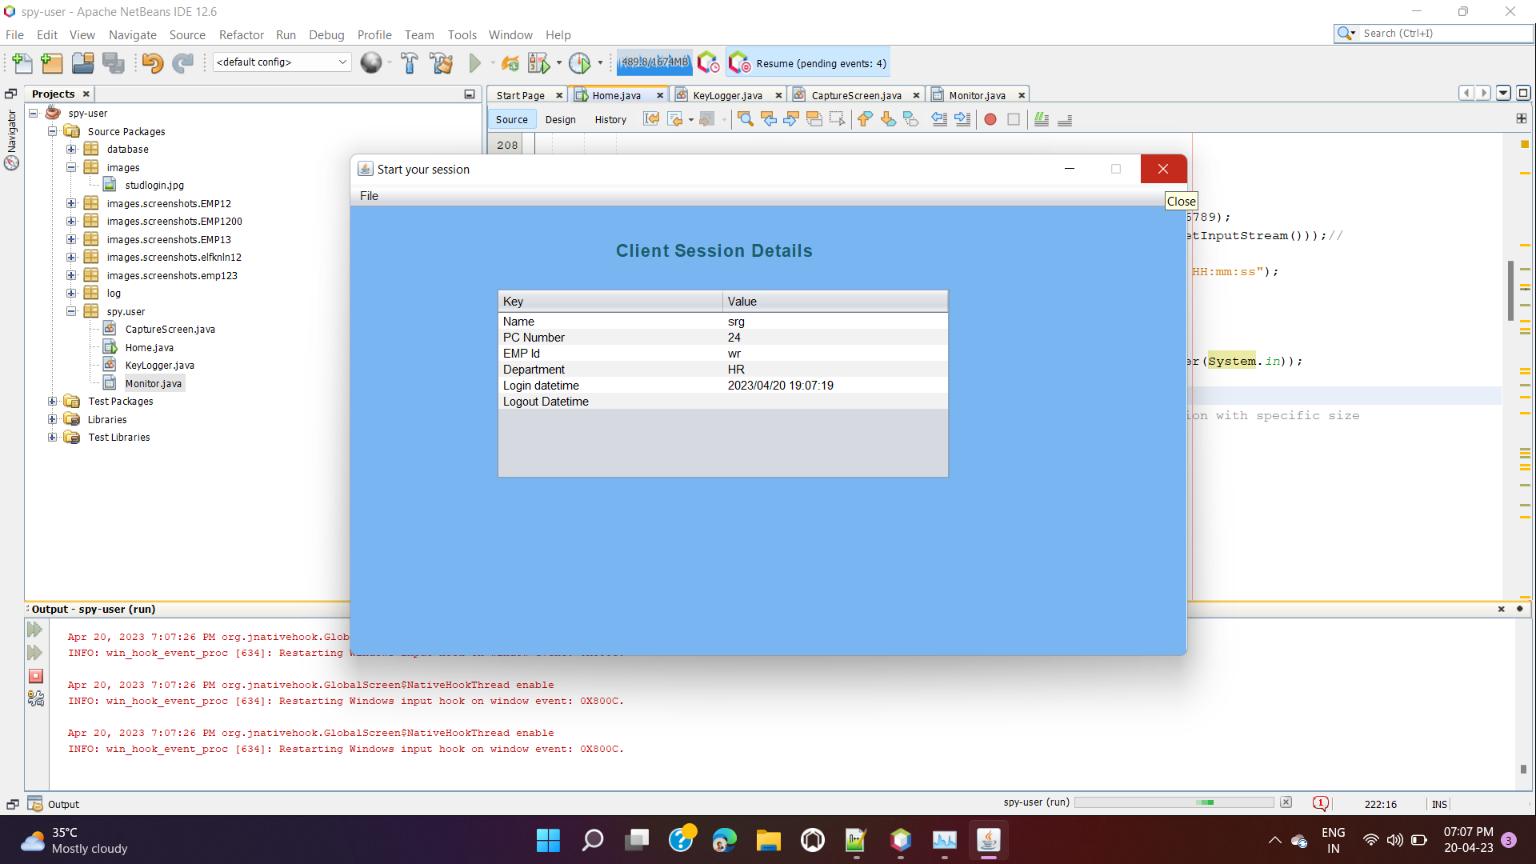 spy-user - Apache NetBeans IDE 12.6
File Edit View Navigate Source Refactor Run Debug Profile Team Tools Window Help
Search (Ctrl+I)
<default config>
489.8/1674MB
Resume (pending events: 4)
Projects
Start Page Home.java KeyLogger.java CaptureScreen.java Monitor.java
Navigator
Source Design History
spy-user
Source Packages
database
images
studlogin.jpg
images.screenshots.EMP12
images.screenshots.EMP1200
images.screenshots.EMP13
images.screenshots.elfknln12
images.screenshots.emp123
log
spy.user
CaptureScreen.java
Home.java
KeyLogger.java
Monitor.java
Test Packages
Libraries
Test Libraries
208
789);
etInputStream()));//
HH:mm:ss");
er(System.in));
ion with specific size
Start your session
Close
File
Client Session Details
Key Value
Name srg
PC Number 24
EMP Id wr
Department HR
Login datetime 2023/04/20 19:07:19
Logout Datetime
Output - spy-user (run)
Apr 20, 2023 7:07:26 PM org.jnativehook.Glob
INFO: win_hook_event_proc [634]: Restarting Windows input hook on window event: 
Apr 20, 2023 7:07:26 PM org.jnativehook.GlobalScreen$NativeHookThread enable
INFO: win_hook_event_proc [634]: Restarting Windows input hook on window event: 0X800C.
Apr 20, 2023 7:07:26 PM org.jnativehook.GlobalScreen$NativeHookThread enable
INFO: win_hook_event_proc [634]: Restarting Windows input hook on window event: 0X800C.
Output
spy-user (run)
1
222:16
INS
35°C
Mostly cloudy
ENG
IN
07:07 PM
20-04-23
3